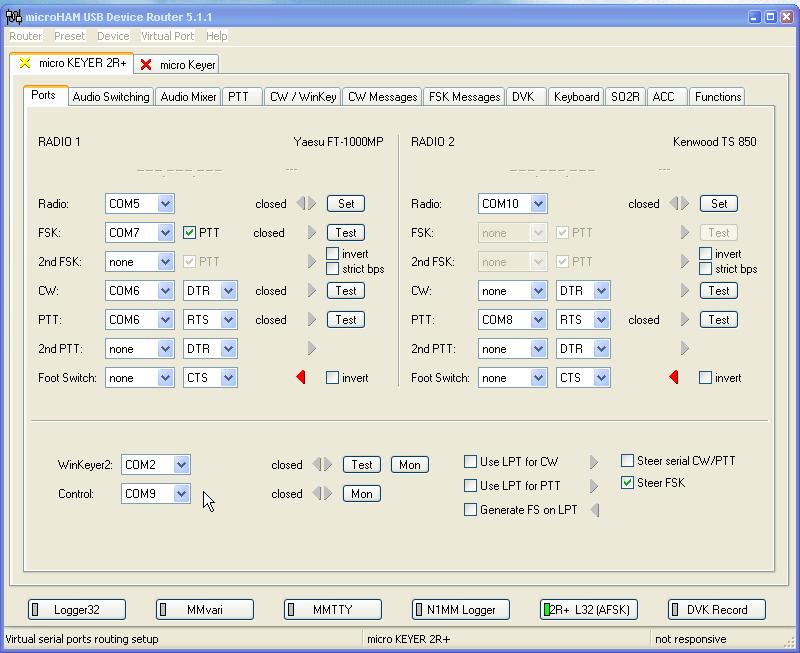 microHAM USB Device Router 5.1.1
Router Preset Device Virtual Port Help
micro KEYER 2R+ micro Keyer
Ports Audio Switching Audio Mixer PTT CW / WinKey CW Messages FSK Messages DVK Keyboard SO2R ACC Functions
RADIO 1 Yaesu FT-1000MP RADIO 2 Kenwood TS 850
---.---.--- --- ---.---.--- ---
Radio: COM5 closed Set Radio: COM10 closed Set
FSK: COM7 PTT closed Test FSK: none PTT Test
invert invert
2nd FSK: none PTT 2nd FSK: none PTT
strict bps strict bps
CW: COM6 DTR closed Test CW: none DTR Test
PTT: COM6 RTS closed Test PTT: COM8 RTS closed Test
2nd PTT: none DTR 2nd PTT: none DTR
Foot Switch: none CTS invert Foot Switch: none CTS invert
WinKeyer2: COM2 closed Test Mon Use LPT for CW Steer serial CW/PTT
Control: COM9 closed Mon Use LPT for PTT Steer FSK
Generate FS on LPT
Logger32 MMvari MMTTY N1MM Logger 2R+ L32 (AFSK) DVK Record
Virtual serial ports routing setup micro KEYER 2R+ not responsive